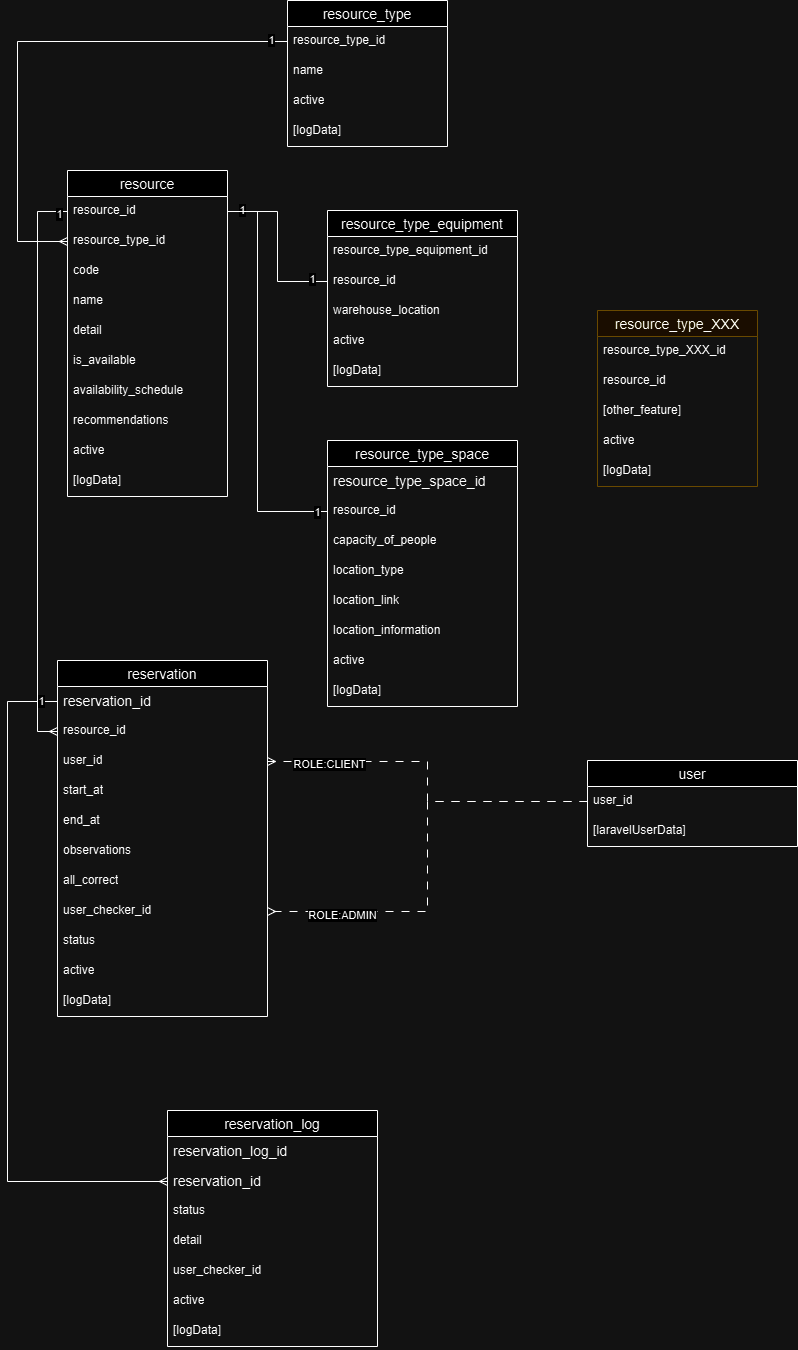 resource_type
1
resource_type_id
name
active
[logData]
resource
1
resource_id
1
resource_type_id
code
name
detail
is_available
availability_schedule
recommendations
active
[logData]
resource_type_equipment
resource_type_equipment_id
1
resource_id
warehouse_location
active
[logData]
resource_type_XXX
resource_type_XXX_id
resource_id
[other_feature]
active
[logData]
resource_type_space
resource_type_space_id
1
resource_id
capacity_of_people
location_type
location_link
location_information
active
[logData]
reservation
1
reservation_id
resource_id
user_id
start_at
end_at
observations
all_correct
user_checker_id
status
active
[logData]
ROLE:CLIENT
ROLE:ADMIN
user
user_id
[laravelUserData]
reservation_log
reservation_log_id
reservation_id
status
detail
user_checker_id
active
[logData]